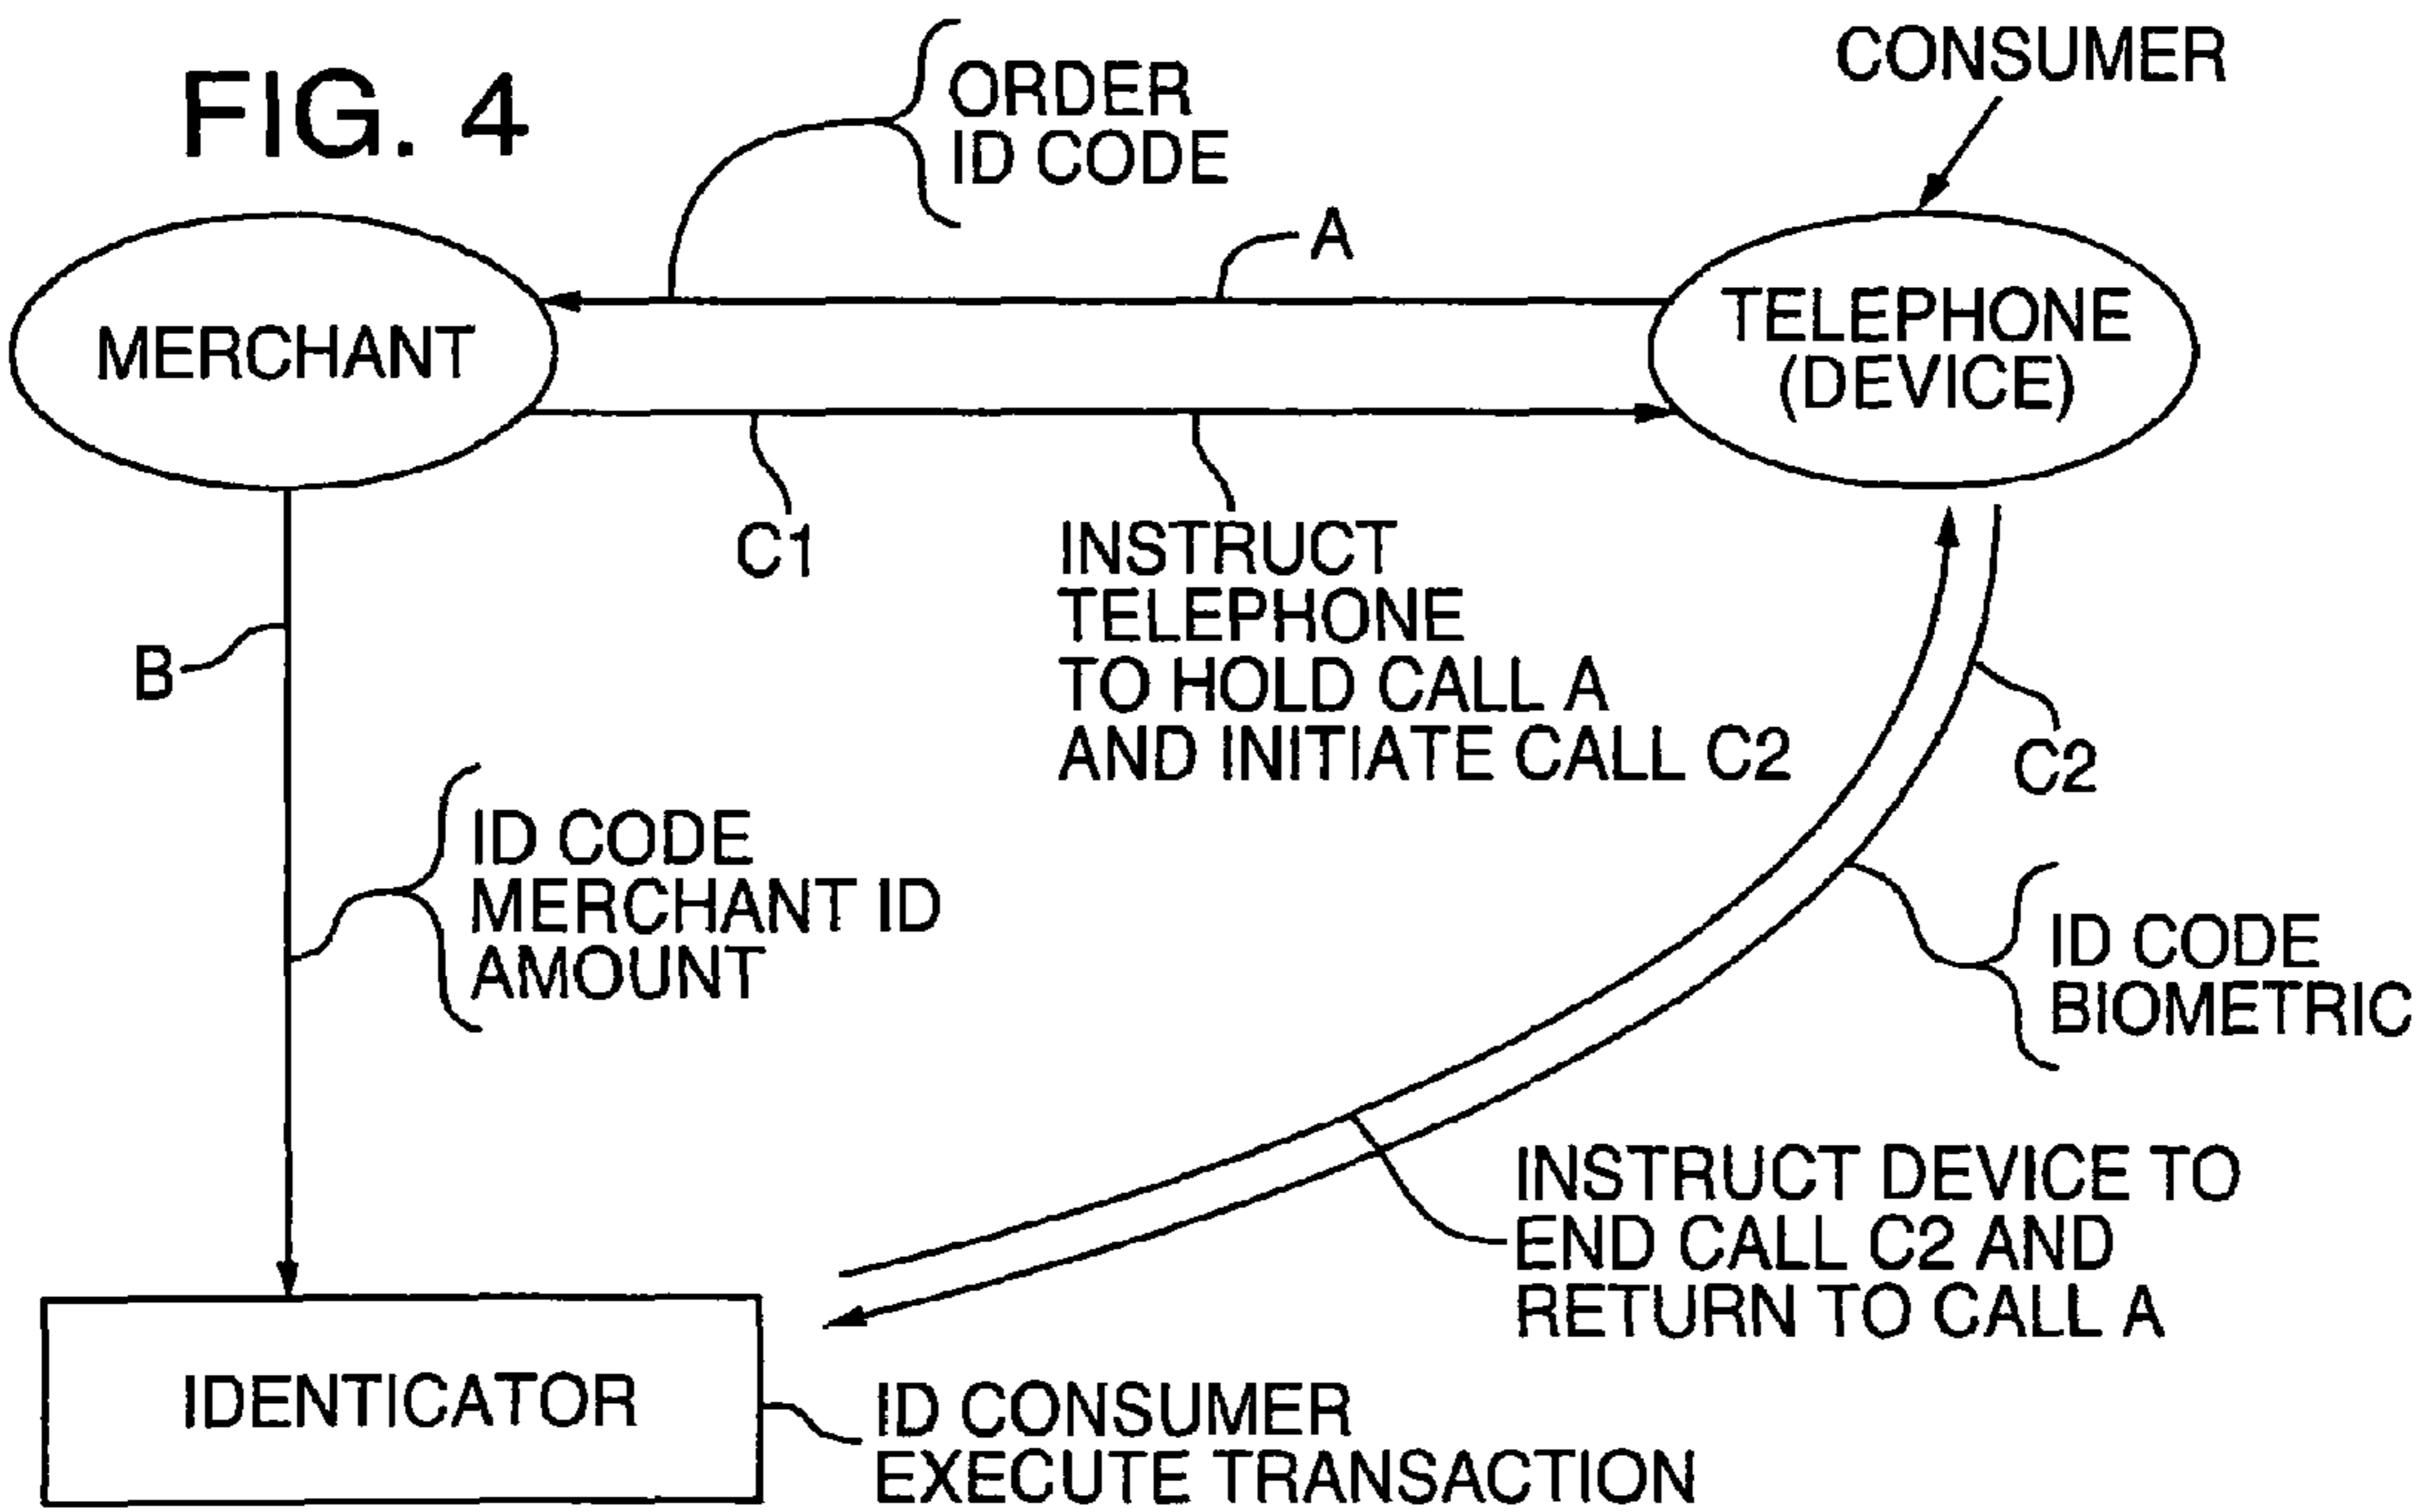 FIG. 4
ORDER
ID CODE
CONSUMER
A
MERCHANT
TELEPHONE
(DEVICE)
C1
INSTRUCT
TELEPHONE
TO HOLD CALL A
AND INITIATE CALL C2
B
C2
ID CODE
MERCHANT ID
AMOUNT
ID CODE
BIOMETRIC
INSTRUCT DEVICE TO
END CALL C2 AND
RETURN TO CALL A
IDENTICATOR
ID CONSUMER
EXECUTE TRANSACTION